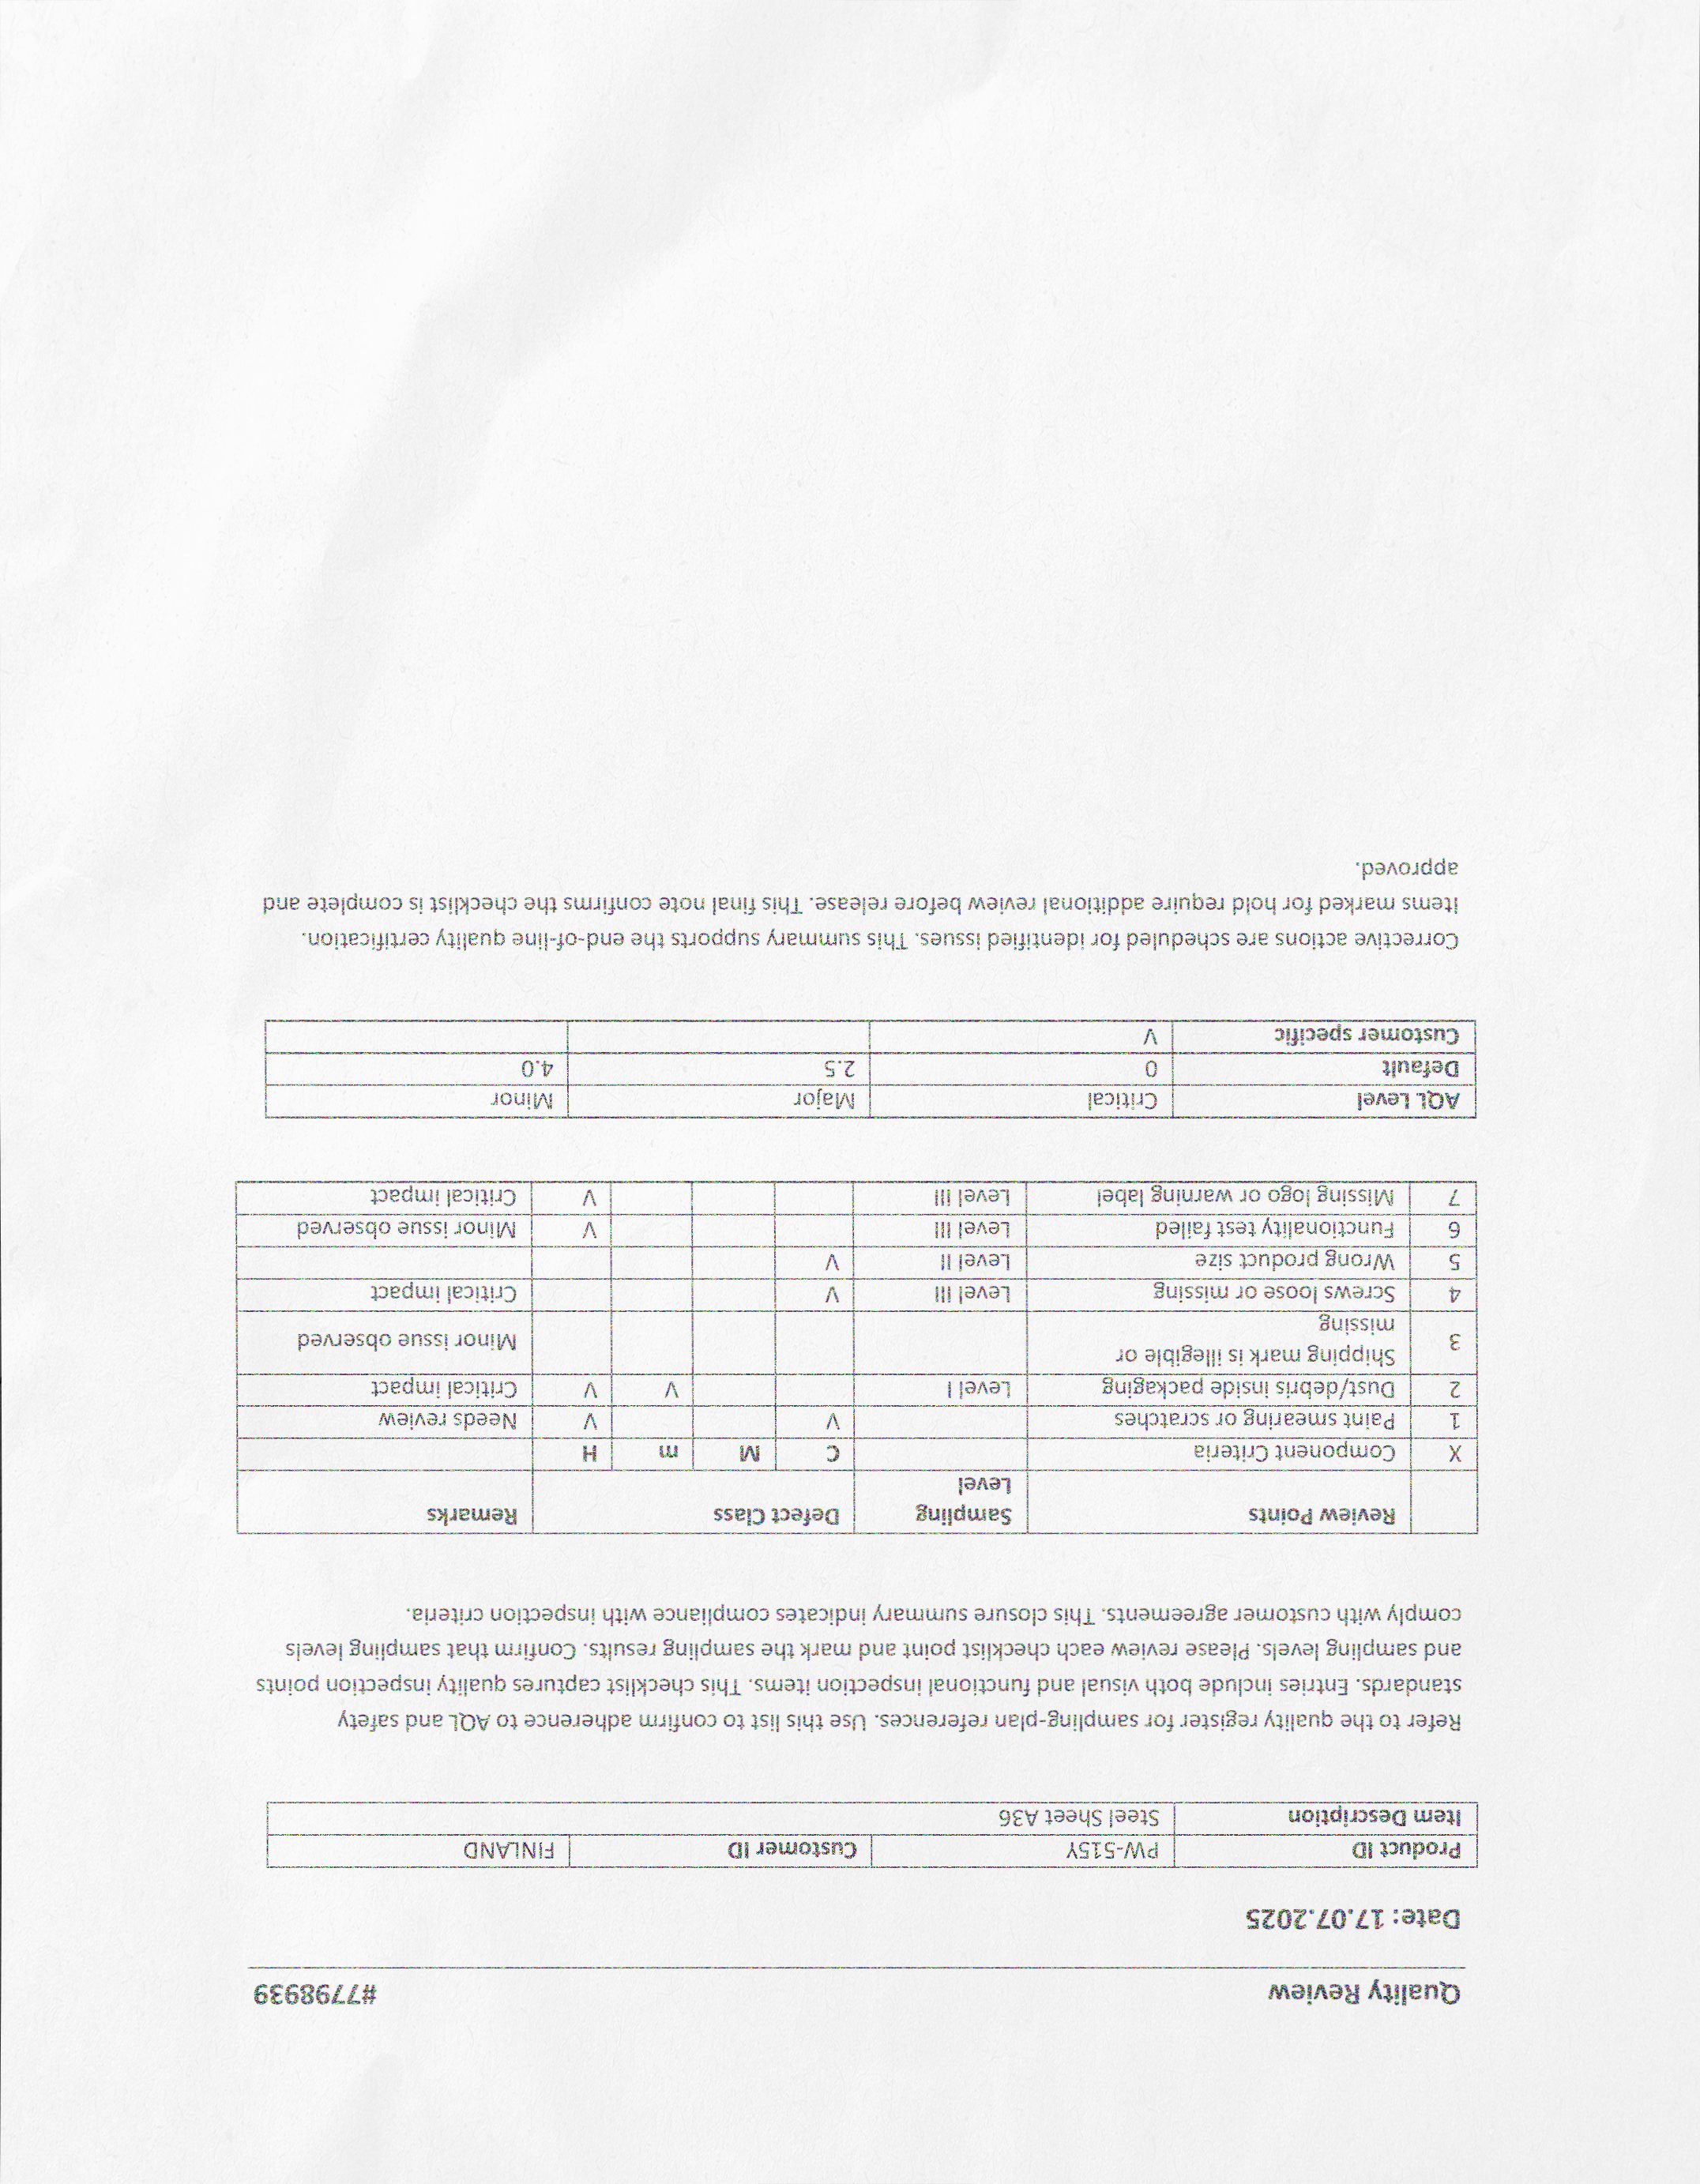 Quality Review #7798939
Date: 17.07.2025
Product ID PW-515Y Customer ID FINLAND
Item Description Steel Sheet A36
Refer to the quality register for sampling-plan references. Use this list to confirm adherence to AQL and safety
standards. Entries include both visual and functional inspection items. This checklist captures quality inspection points
and sampling levels. Please review each checklist point and mark the sampling results. Confirm that sampling levels
comply with customer agreements. This closure summary indicates compliance with inspection criteria.
Review Points Sampling Level Defect Class Remarks
X Component Criteria C M m H
1 Paint smearing or scratches V V Needs review
2 Dust/debris inside packaging Level I V V Critical impact
3 Shipping mark is illegible or
missing Minor issue observed
4 Screws loose or missing Level III V Critical impact
5 Wrong product size Level II V
6 Functionality test failed Level III V Minor issue observed
7 Missing logo or warning label Level III V Critical impact
AQL Level Critical Major Minor
Default 0 2.5 4.0
Customer specific V
Corrective actions are scheduled for identified issues. This summary supports the end-of-line quality certification.
Items marked for hold require additional review before release. This final note confirms the checklist is complete and
approved.